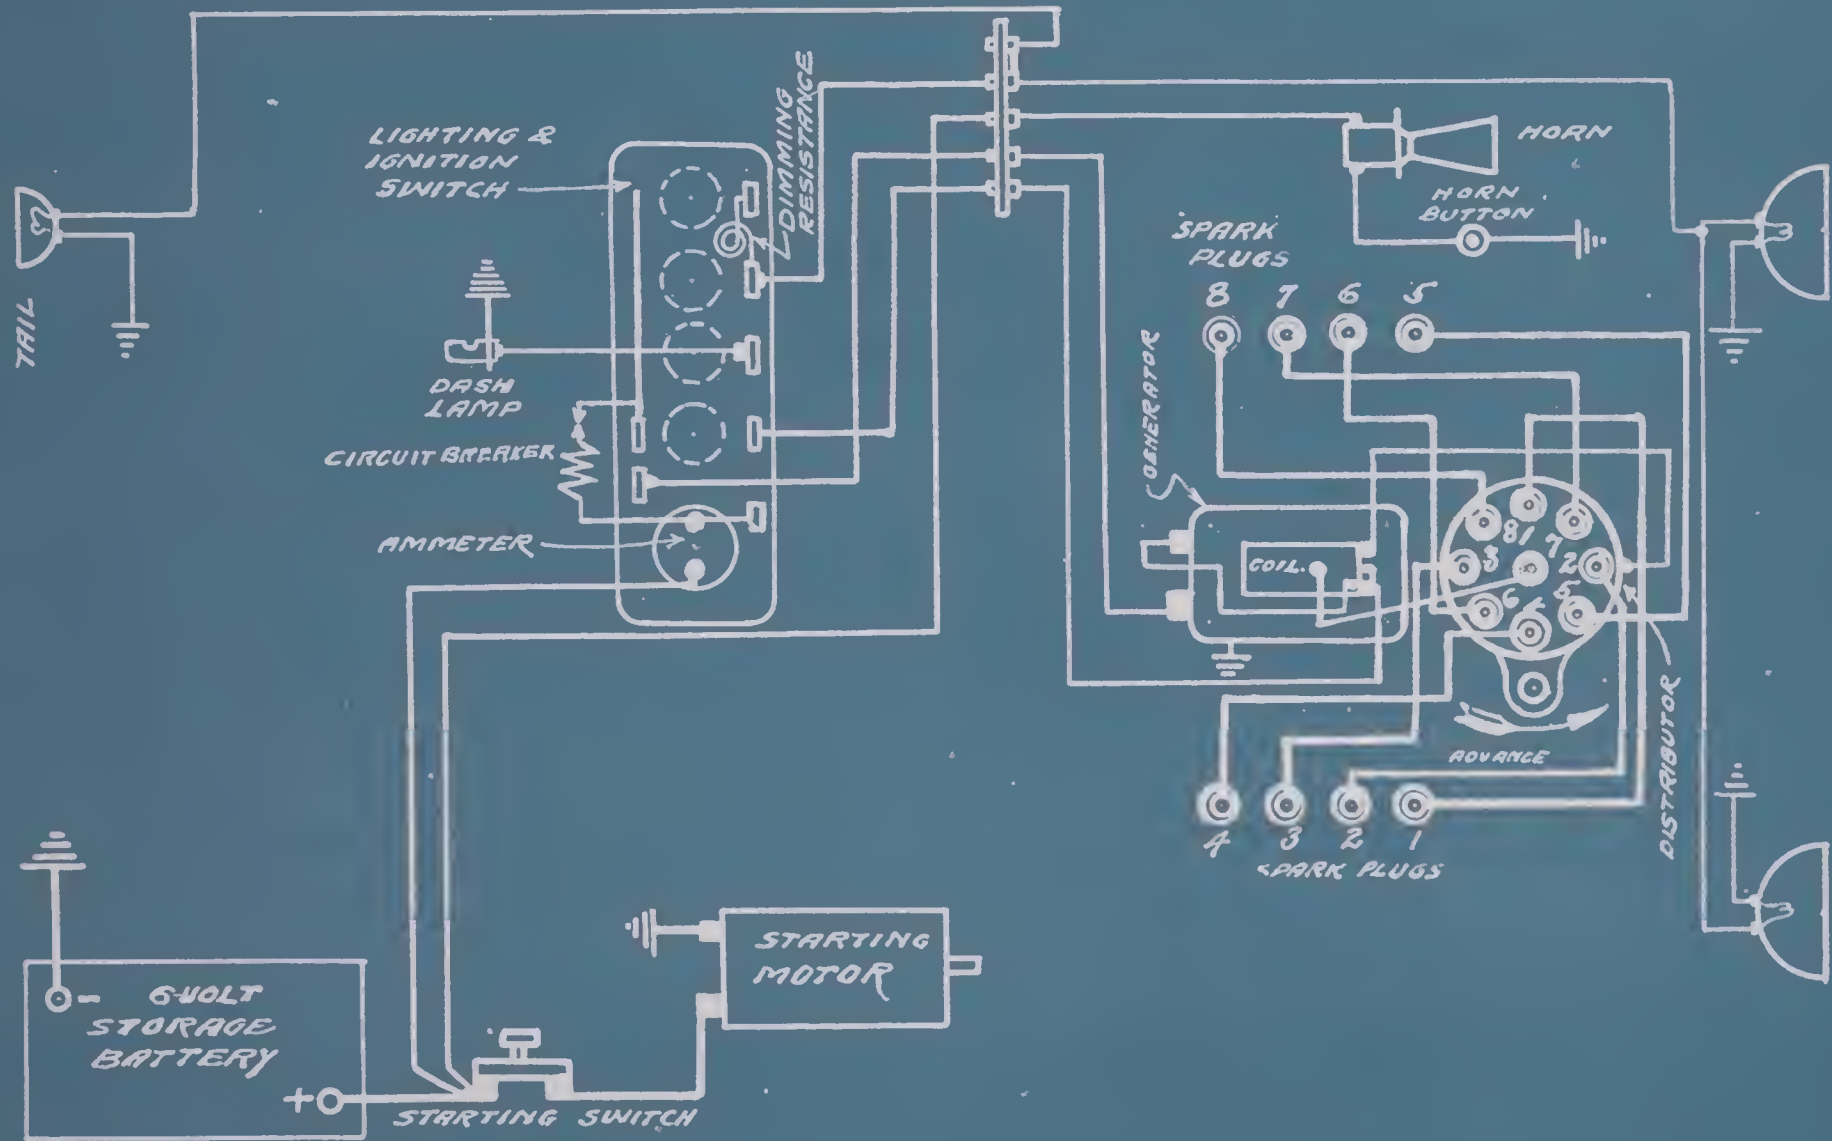 LIGHTING &
IGNITION
SWITCH
DIMMING
RESISTANCE
HORN
HORN
BUTTON
SPARK
PLUGS
8 7 6 5
TAIL
DASH
LAMP
GENERATOR
CIRCUIT BREAKER
AMMETER
COIL.
8 1 7
3 2
6 4 5
ADVANCE
DISTRIBUTOR
4 3 2 1
SPARK PLUGS
- 6-VOLT
STORAGE
BATTERY
+
STARTING
MOTOR
STARTING SWITCH